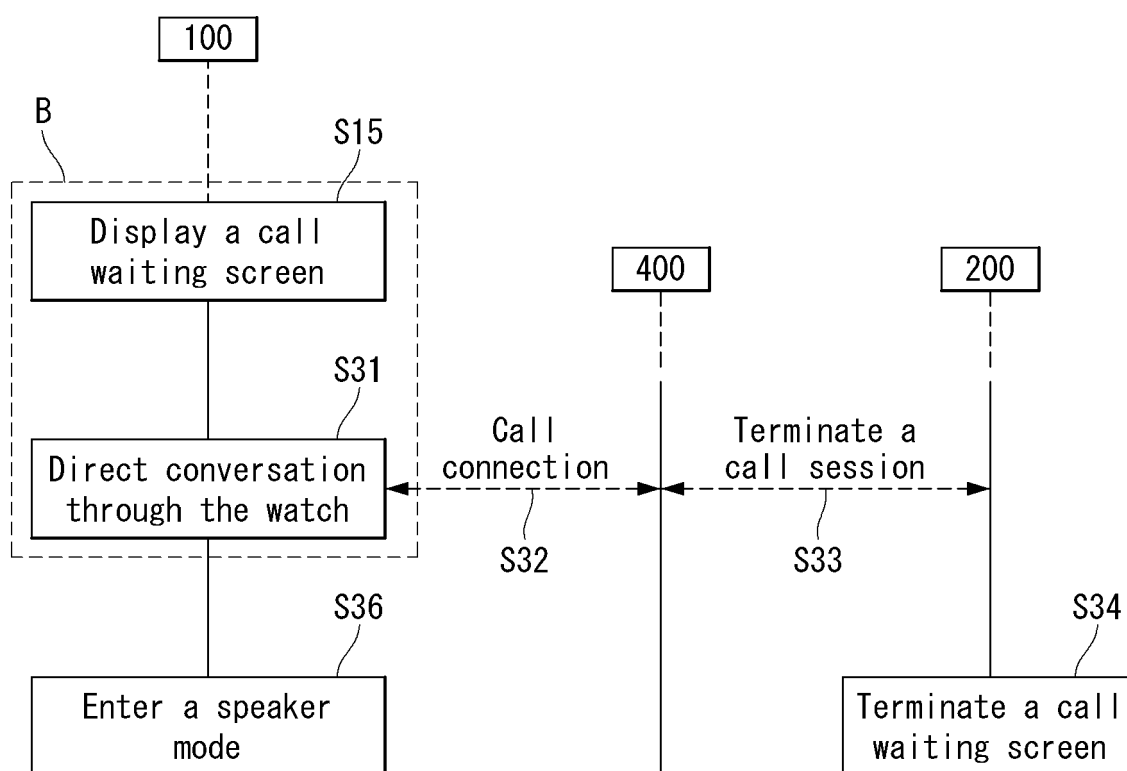 100
B
S15
Display a call
waiting screen
400
200
S31
Direct conversation
through the watch
Call
connection
S32
Terminate a
call session
S33
S36
Enter a speaker
mode
S34
Terminate a call
waiting screen